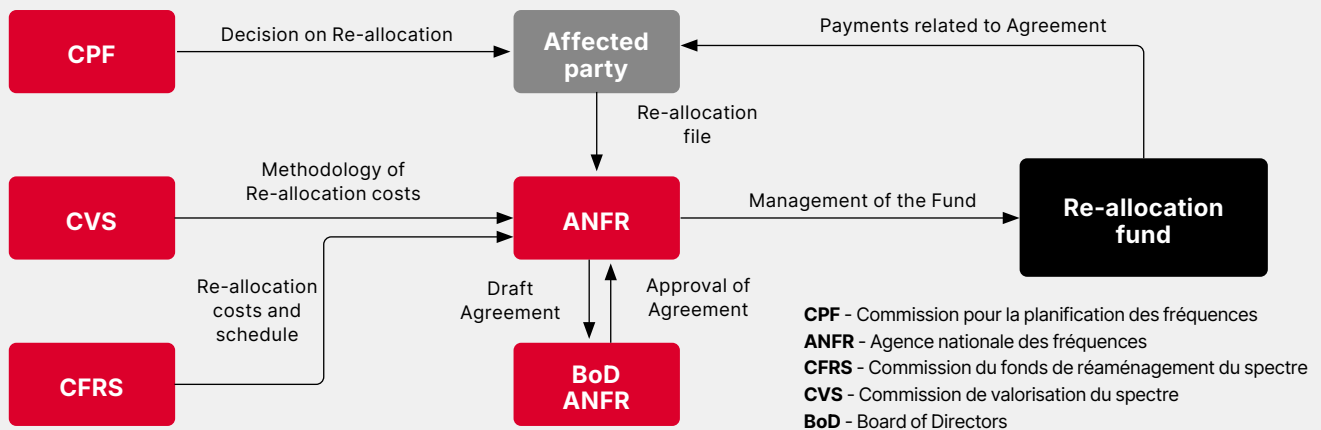 CPF
Decision on Re-allocation
Affected
party
Payments related to Agreement
Re-allocation
file
CVS
Methodology of
Re-allocation costs
ANFR
Management of the Fund
Re-allocation
fund
Re-allocation
costs and
schedule
Draft
Agreement
Approval of
Agreement
CFRS
BoD
ANFR
CPF - Commission pour la planification des fréquences
ANFR - Agence nationale des fréquences
CFRS - Commission du fonds de réaménagement du spectre
CVS - Commission de valorisation du spectre
BoD - Board of Directors